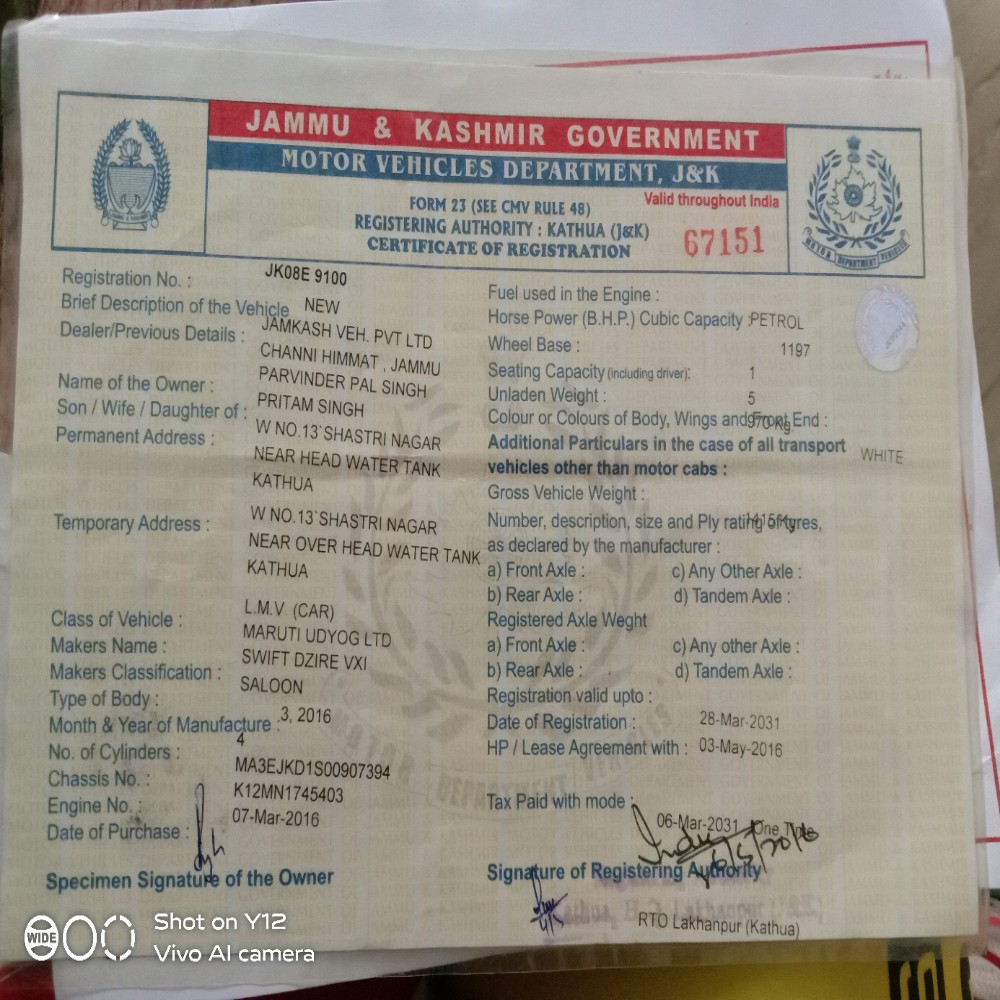 JAMMU & KASHMIR GOVERNMENT
MOTOR VEHICLES DEPARTMENT, J&K
Valid throughout India
FORM 23 (SEE CMV RULE 48)
REGISTERING AUTHORITY : KATHUA (J&K)
CERTIFICATE OF REGISTRATION
67151
MOTOR DEPARTMENT VEHICLES
Registration No. : JK08E 9100
Brief Description of the Vehicle NEW
Dealer/Previous Details : JAMKASH VEH. PVT LTD
CHANNI HIMMAT , JAMMU
Name of the Owner : PARVINDER PAL SINGH
Son / Wife / Daughter of : PRITAM SINGH
Permanent Address : W NO.13`SHASTRI NAGAR
NEAR HEAD WATER TANK
KATHUA
Temporary Address : W NO.13`SHASTRI NAGAR
NEAR OVER HEAD WATER TANK
KATHUA
Class of Vehicle : L.M.V. (CAR)
Makers Name : MARUTI UDYOG LTD
Makers Classification : SWIFT DZIRE VXI
Type of Body : SALOON
Month & Year of Manufacture : 3, 2016
No. of Cylinders : 4
Chassis No. : MA3EJKD1S00907394
Engine No. : K12MN1745403
Date of Purchase : 07-Mar-2016
Specimen Signature of the Owner
Fuel used in the Engine :
Horse Power (B.H.P.) Cubic Capacity : PETROL
Wheel Base : 1197
Seating Capacity (including driver): 1
Unladen Weight : 5
Colour or Colours of Body, Wings and Front End :
970 Kg.
Additional Particulars in the case of all transport WHITE
vehicles other than motor cabs :
Gross Vehicle Weight :
Number, description, size and Ply rating of tyres,
1415Kg
as declared by the manufacturer :
a) Front Axle : c) Any Other Axle :
b) Rear Axle : d) Tandem Axle :
Registered Axle Weght
a) Front Axle : c) Any other Axle :
b) Rear Axle : d) Tandem Axle :
Registration valid upto :
Date of Registration : 28-Mar-2031
HP / Lease Agreement with : 03-May-2016
Tax Paid with mode :
06-Mar-2031 One Time
Signature of Registering Authority
RTO Lakhanpur (Kathua)
MOTOR DEPARTMENT VEHICLES
WIDE
Shot on Y12
Vivo AI camera